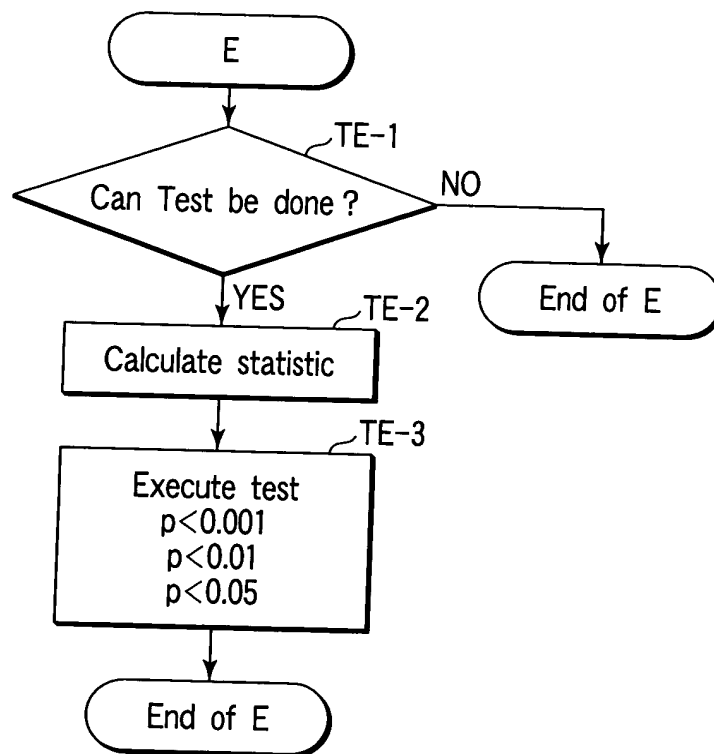 E
TE-1
Can Test be done?
NO
End of E
YES
TE-2
Calculate statistic
TE-3
Execute test
p<0.001
p<0.01
p<0.05
End of E